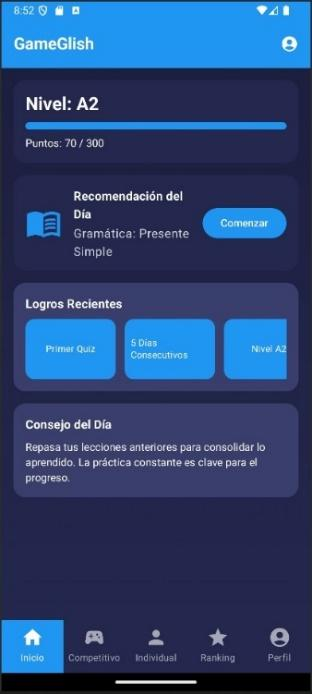 8:52
GameGlish
Nivel: A2
Puntos: 70 / 300
Recomendación del
Día
Gramática: Presente
Simple
Comenzar
Logros Recientes
Primer Quiz
5 Días
Consecutivos
Nivel A2
Consejo del Día
Repasa tus lecciones anteriores para consolidar lo
aprendido. La práctica constante es clave para el
progreso.
Inicio
Competitivo
Individual
Ranking
Perfil